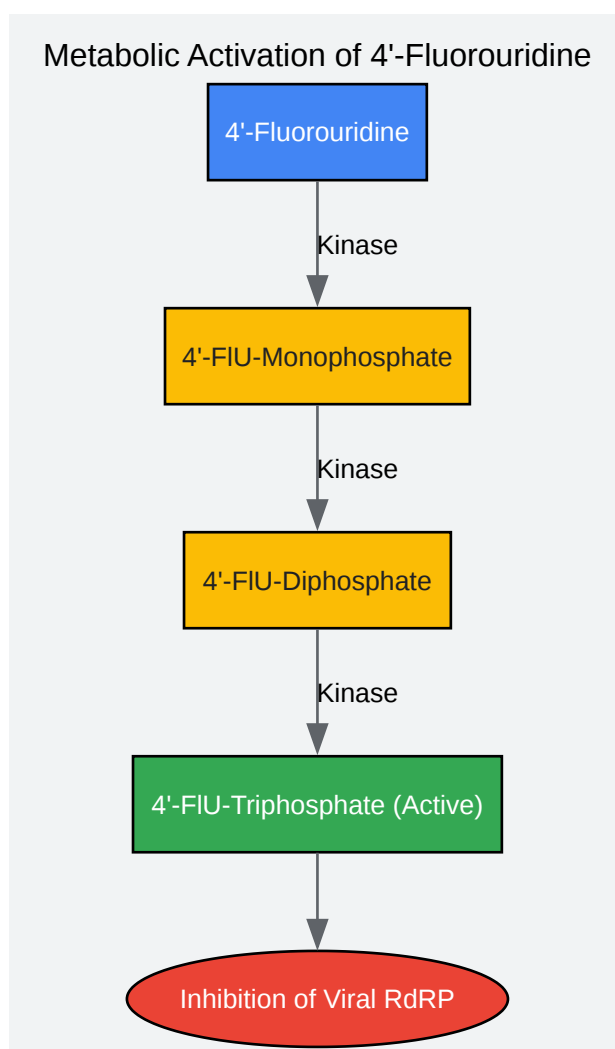 Metabolic Activation of 4'-Fluorouridine
4'-Fluorouridine
Kinase
4'-FlU-Monophosphate
Kinase
4'-FlU-Diphosphate
Kinase
4'-FlU-Triphosphate (Active)
Inhibition of Viral RdRP